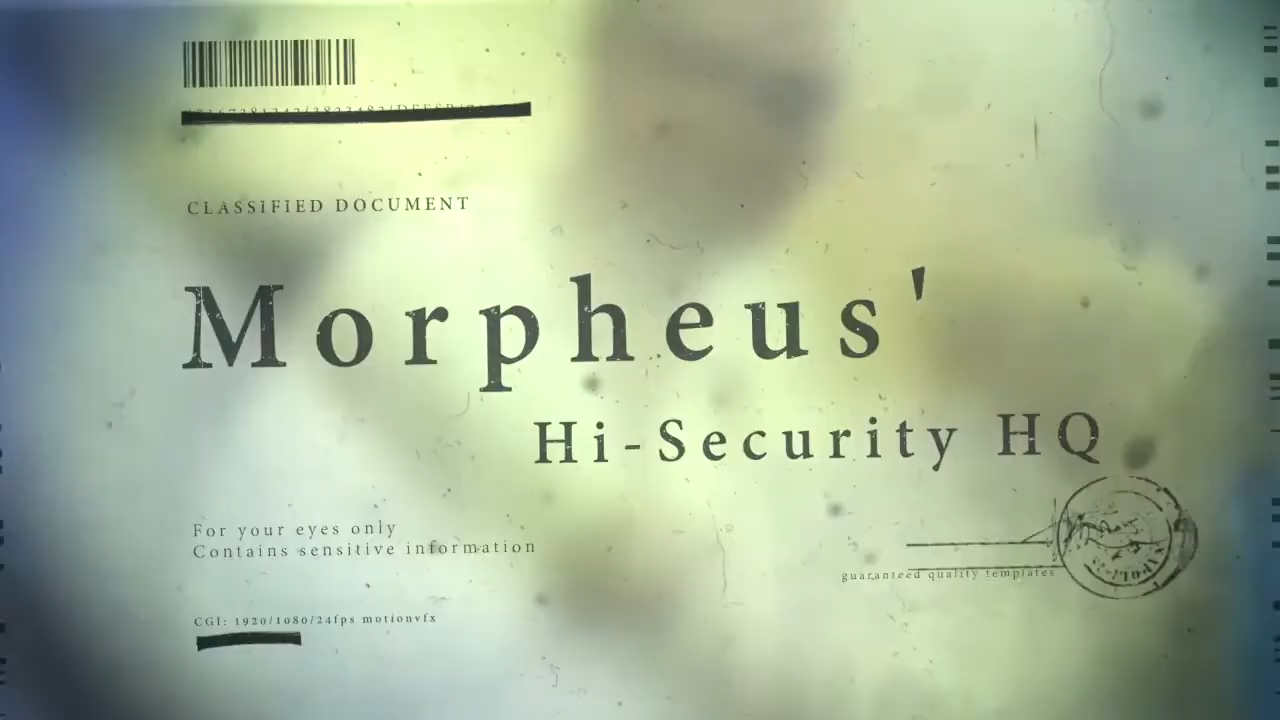 CLASSIFIED DOCUMENT
Morpheus'
Hi-Security HQ
For your eyes only
Contains sensitive information
guaranteed quality templates
CGI: 1920/1080/24fps motionvfx